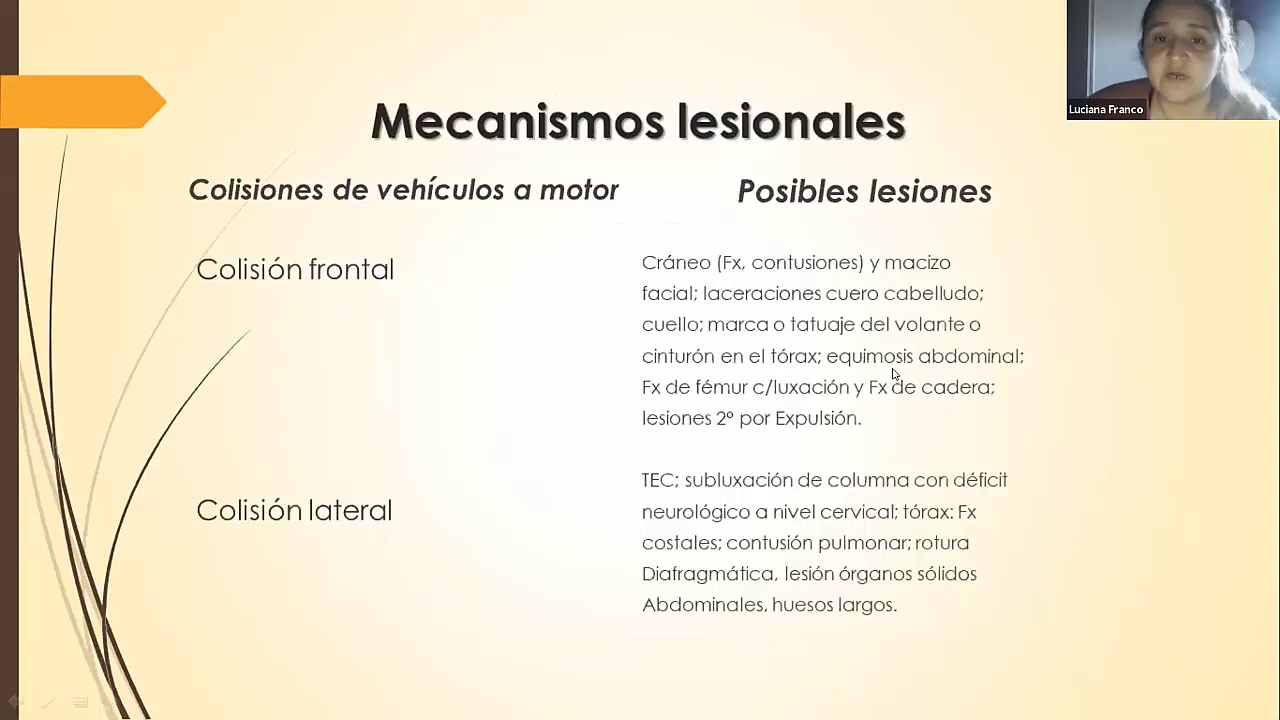 Luciana Franco
Mecanismos lesionales
Colisiones de vehículos a motor
Posibles lesiones
Colisión frontal
Cráneo (Fx, contusiones) y macizo
facial; laceraciones cuero cabelludo;
cuello; marca o tatuaje del volante o
cinturón en el tórax; equimosis abdominal;
Fx de fémur c/luxación y Fx de cadera;
lesiones 2º por Expulsión.
Colisión lateral
TEC; subluxación de columna con déficit
neurológico a nivel cervical; tórax: Fx
costales; contusión pulmonar; rotura
Diafragmática, lesión órganos sólidos
Abdominales, huesos largos.